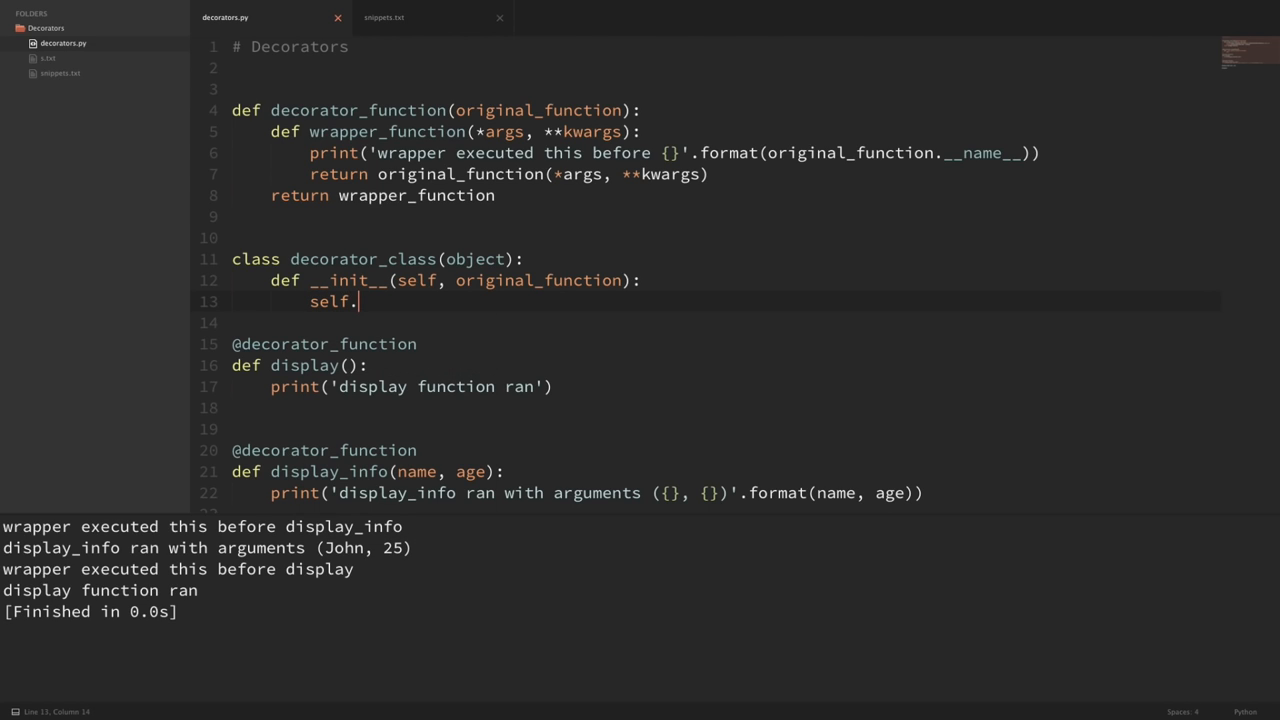 FOLDERS
Decorators
decorators.py
s.txt
snippets.txt
decorators.py
snippets.txt
1 # Decorators
2
3
4 def decorator_function(original_function):
5     def wrapper_function(*args, **kwargs):
6         print('wrapper executed this before {}'.format(original_function.__name__))
7         return original_function(*args, **kwargs)
8     return wrapper_function
9
10
11 class decorator_class(object):
12     def __init__(self, original_function):
13         self.
14
15 @decorator_function
16 def display():
17     print('display function ran')
18
19
20 @decorator_function
21 def display_info(name, age):
22     print('display_info ran with arguments ({}, {})'.format(name, age))
wrapper executed this before display_info
display_info ran with arguments (John, 25)
wrapper executed this before display
display function ran
[Finished in 0.0s]
Line 13, Column 14
Spaces: 4
Python